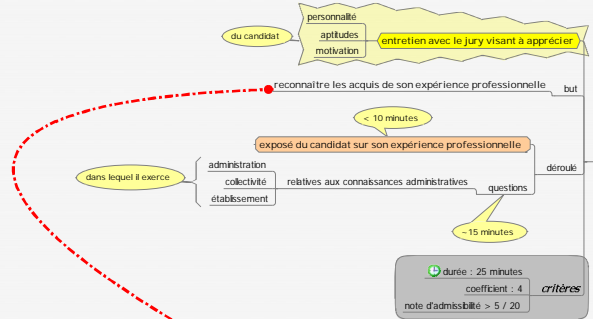 personnalité
du candidat
aptitudes
entretien avec le jury visant à apprécier
motivation
reconnaître les acquis de son expérience professionnelle
but
< 10 minutes
exposé du candidat sur son expérience professionnelle
administration
déroulé
dans lequel il exerce
collectivité
relatives aux connaissances administratives
questions
établissement
~15 minutes
durée : 25 minutes
coefficient : 4
critères
note d'admissibilité > 5 / 20